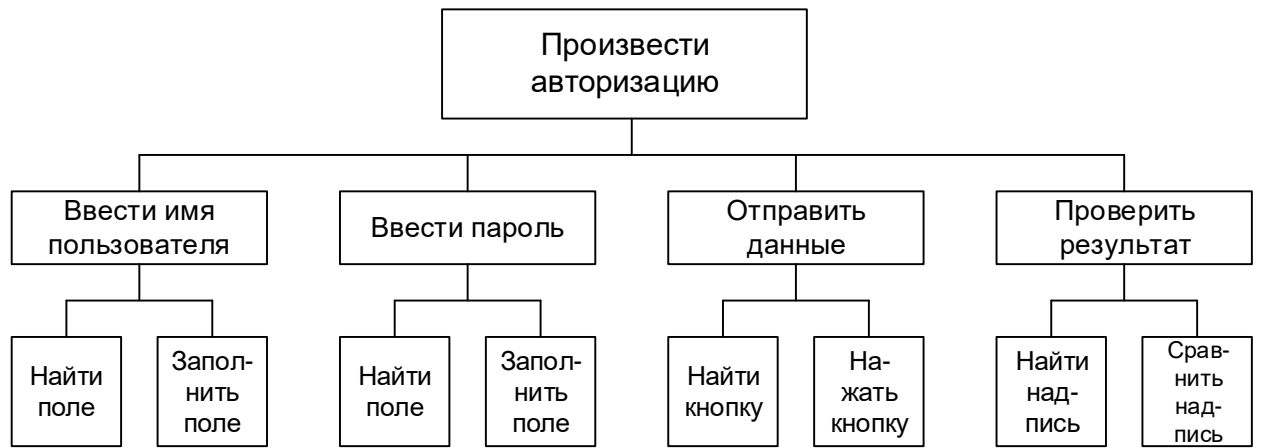 Произвести
авторизацию
Ввести имя
пользователя
Ввести пароль
Отправить
данные
Проверить
результат
Найти
поле
Запол-
нить
поле
Найти
поле
Запол-
нить
поле
Найти
кнопку
На-
жать
кнопку
Найти
над-
пись
Срав-
нить
над-
пись